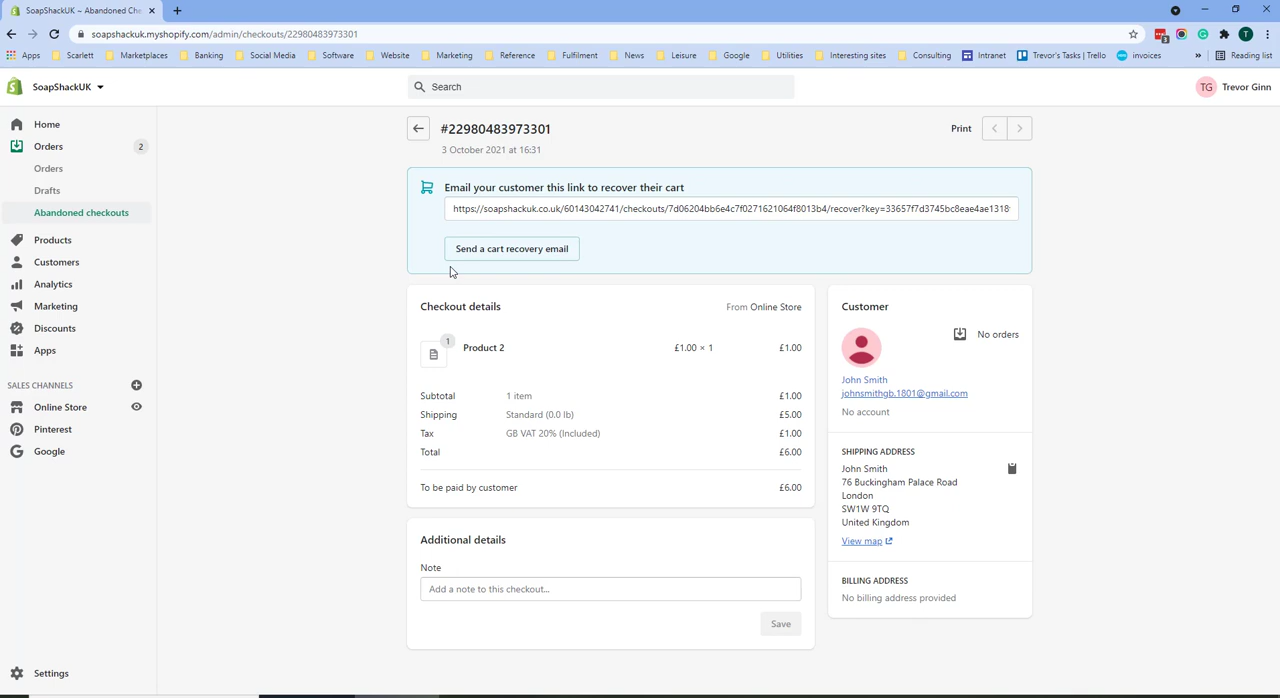 SoapShackUK ~ Abandoned Check
soapshackuk.myshopify.com/admin/checkouts/22980483973301
T
Apps Scarlett Marketplaces Banking Social Media Software Website Marketing Reference Fulfilment News Leisure Google Utilities Interesting sites Consulting Intranet Trevor's Tasks | Trello invoices » Reading list
SoapShackUK
Search
TG Trevor Ginn
Home
Orders 2
Orders
Drafts
Abandoned checkouts
Products
Customers
Analytics
Marketing
Discounts
Apps
SALES CHANNELS
Online Store
Pinterest
Google
Settings
#22980483973301
3 October 2021 at 16:31
Print
Email your customer this link to recover their cart
https://soapshackuk.co.uk/60143042741/checkouts/7d06204bb6e4c7f0271621064f8013b4/recover?key=33657f7d3745bc8eae4ae1318
Send a cart recovery email
Checkout details From Online Store
1
Product 2 £1.00 × 1 £1.00
Subtotal 1 item £1.00
Shipping Standard (0.0 lb) £5.00
Tax GB VAT 20% (Included) £1.00
Total £6.00
To be paid by customer £6.00
Additional details
Note
Add a note to this checkout...
Save
Customer
No orders
John Smith
johnsmithgb.1801@gmail.com
No account
SHIPPING ADDRESS
John Smith
76 Buckingham Palace Road
London
SW1W 9TQ
United Kingdom
View map
BILLING ADDRESS
No billing address provided